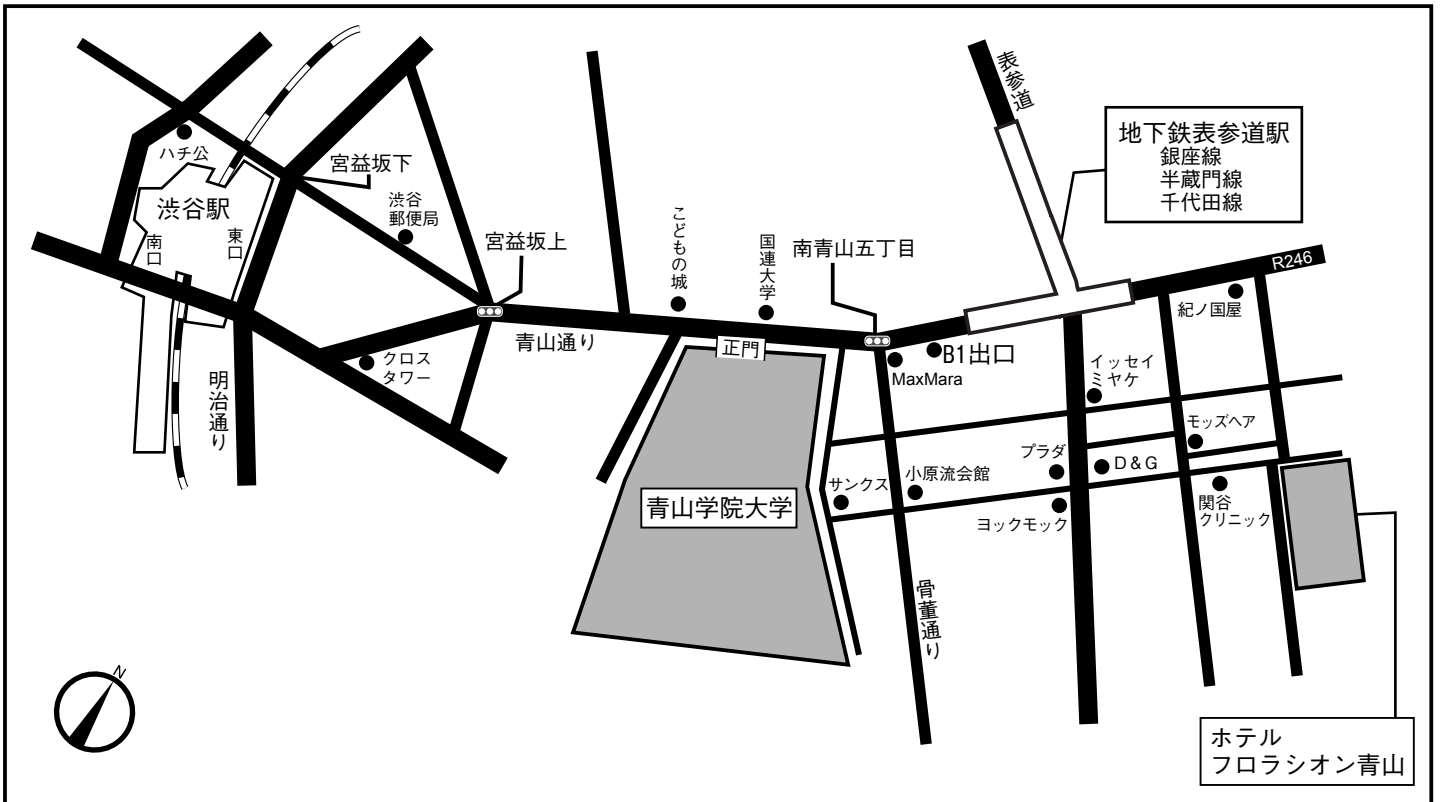 表参道
地下鉄表参道駅
銀座線
半蔵門線
千代田線
ハチ公
宮益坂下
渋谷駅
渋谷
郵便局
南口
東口
宮益坂上
こどもの城
国連大学
南青山五丁目
R246
紀ノ国屋
青山通り
正門
B1出口
MaxMara
クロス
タワー
明治通り
イッセイ
ミヤケ
モッズヘア
プラダ
D&G
サンクス
小原流会館
ヨックモック
関谷
クリニック
青山学院大学
骨董通り
N
ホテル
フロラシオン青山